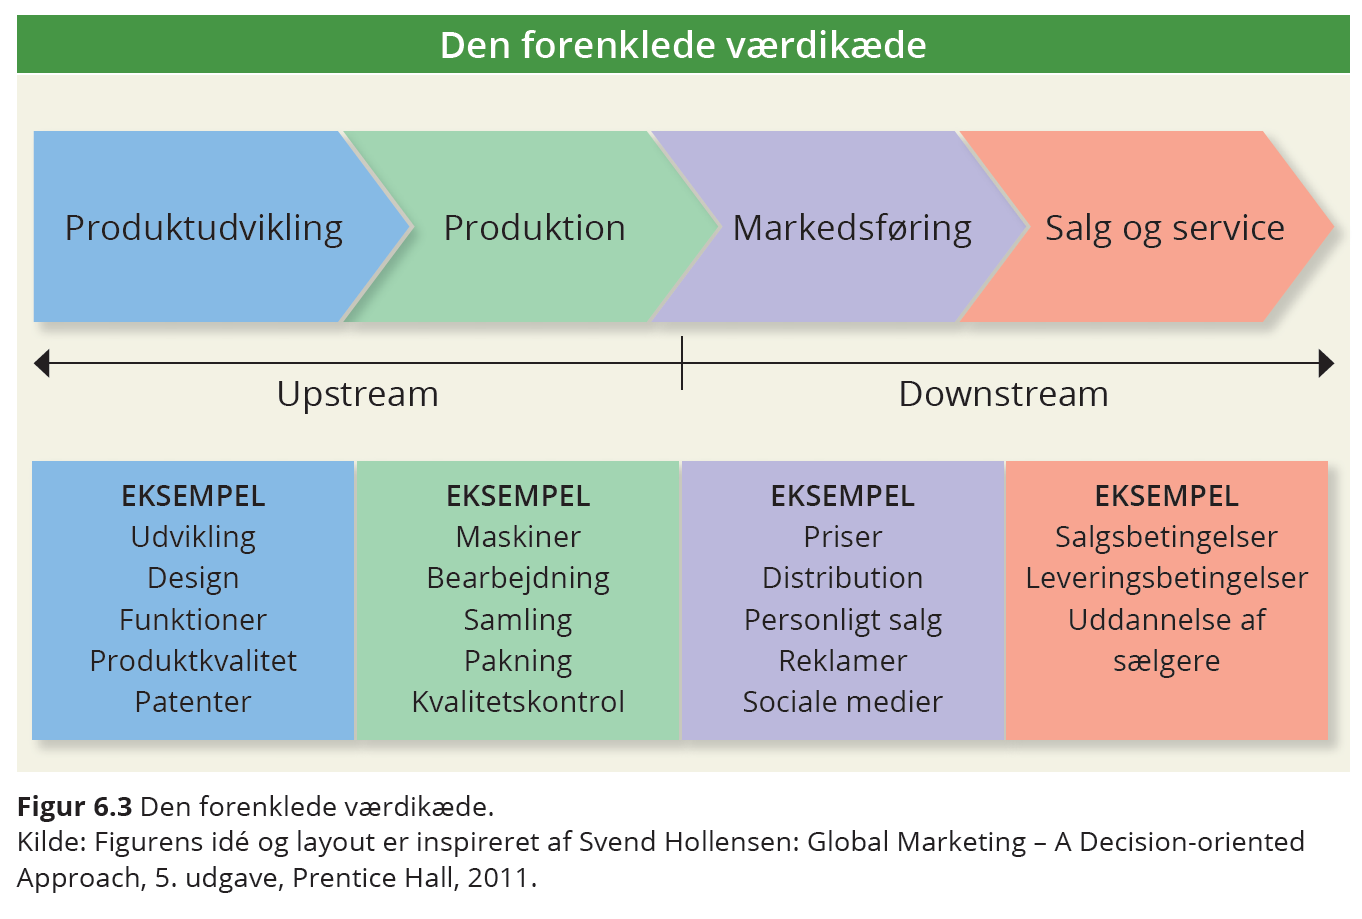 Den forenklede værdikæde
Produktudvikling
Produktion
Markedsføring
Salg og service
Upstream
Downstream
EKSEMPEL
Udvikling
Design
Funktioner
Produktkvalitet
Patenter
EKSEMPEL
Maskiner
Bearbejdning
Samling
Pakning
Kvalitetskontrol
EKSEMPEL
Priser
Distribution
Personligt salg
Reklamer
Sociale medier
EKSEMPEL
Salgsbetingelser
Leveringsbetingelser
Uddannelse af
sælgere
Figur 6.3 Den forenklede værdikæde.
Kilde: Figurens idé og layout er inspireret af Svend Hollensen: Global Marketing – A Decision-oriented
Approach, 5. udgave, Prentice Hall, 2011.